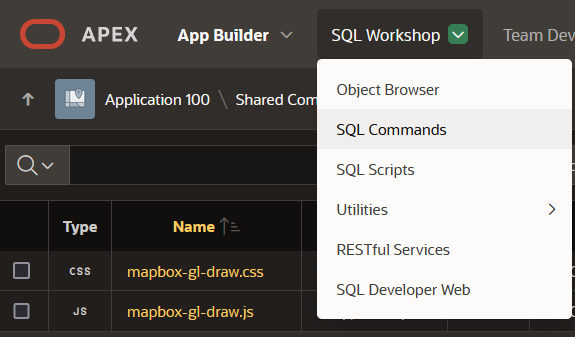 APEX App Builder SQL Workshop Team Dev
Application 100 \ Shared Com
Object Browser
SQL Commands
SQL Scripts
Utilities
RESTful Services
SQL Developer Web
Type Name
CSS mapbox-gl-draw.css
JS mapbox-gl-draw.js